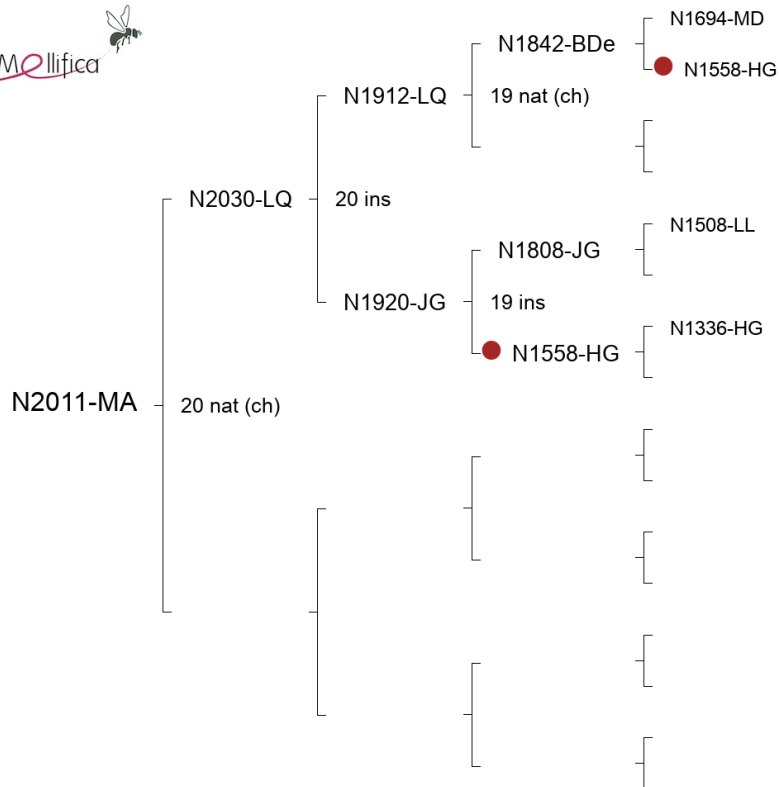 Mellifica
N1694-MD
N1842-BDe
N1558-HG
N1912-LQ
19 nat (ch)
N2030-LQ
20 ins
N1508-LL
N1808-JG
N1920-JG
19 ins
N1336-HG
N1558-HG
N2011-MA
20 nat (ch)